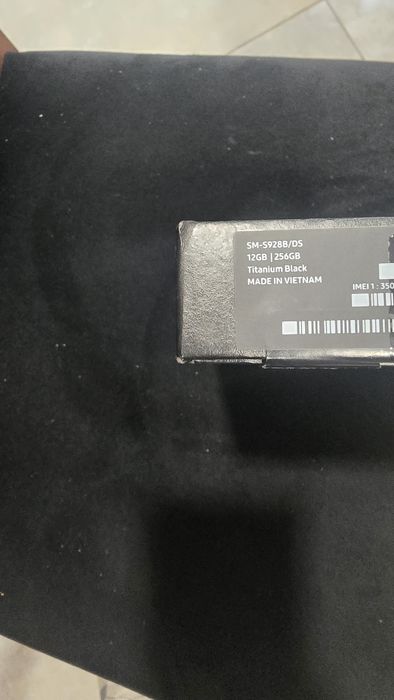 SM-S928B/DS
12GB | 256GB
Titanium Black
MADE IN VIETNAM
IMEI 1 : 350